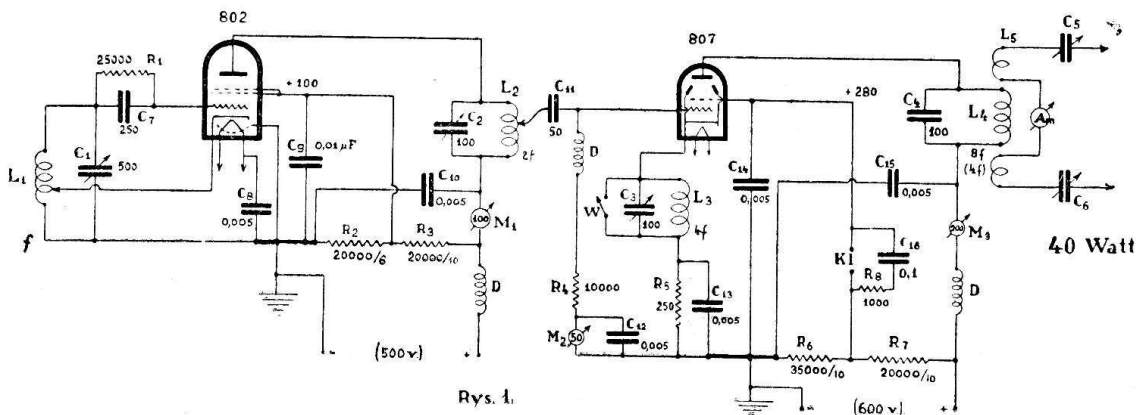 802
25000 R1
C7
250
+100
L1
C1
500
C8
0,005
C9 0,01 µF
f
R2
20000/6
R3
20000/10
C10
0,005
L2
C2
100
2f
M1
100
D
- (500 v) +
C11
50
807
D
W
C3
100
L3
4f
R4 10000
M2
50
C12
0,005
R5
250
C13
0,005
+280
C14
0,005
C15
0,005
Kl
C16
0,1
R8
1000
R6
35000/10
R7
20000/10
C4
100
L4
8f
(4f)
L5
C5
Am
C6
200
D
40 Watt
- (600 v) +
Rys. 1.